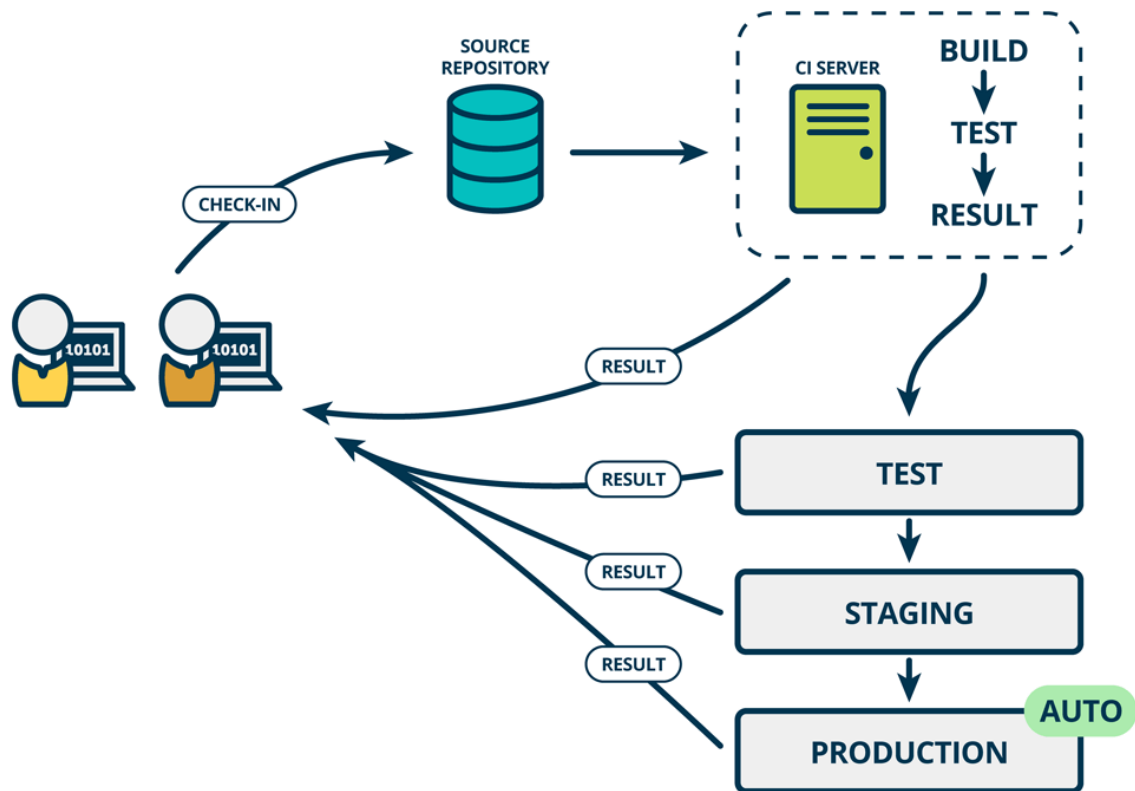 SOURCE
REPOSITORY
CI SERVER
BUILD
TEST
RESULT
CHECK-IN
10101
10101
RESULT
RESULT
TEST
RESULT
STAGING
RESULT
AUTO
PRODUCTION